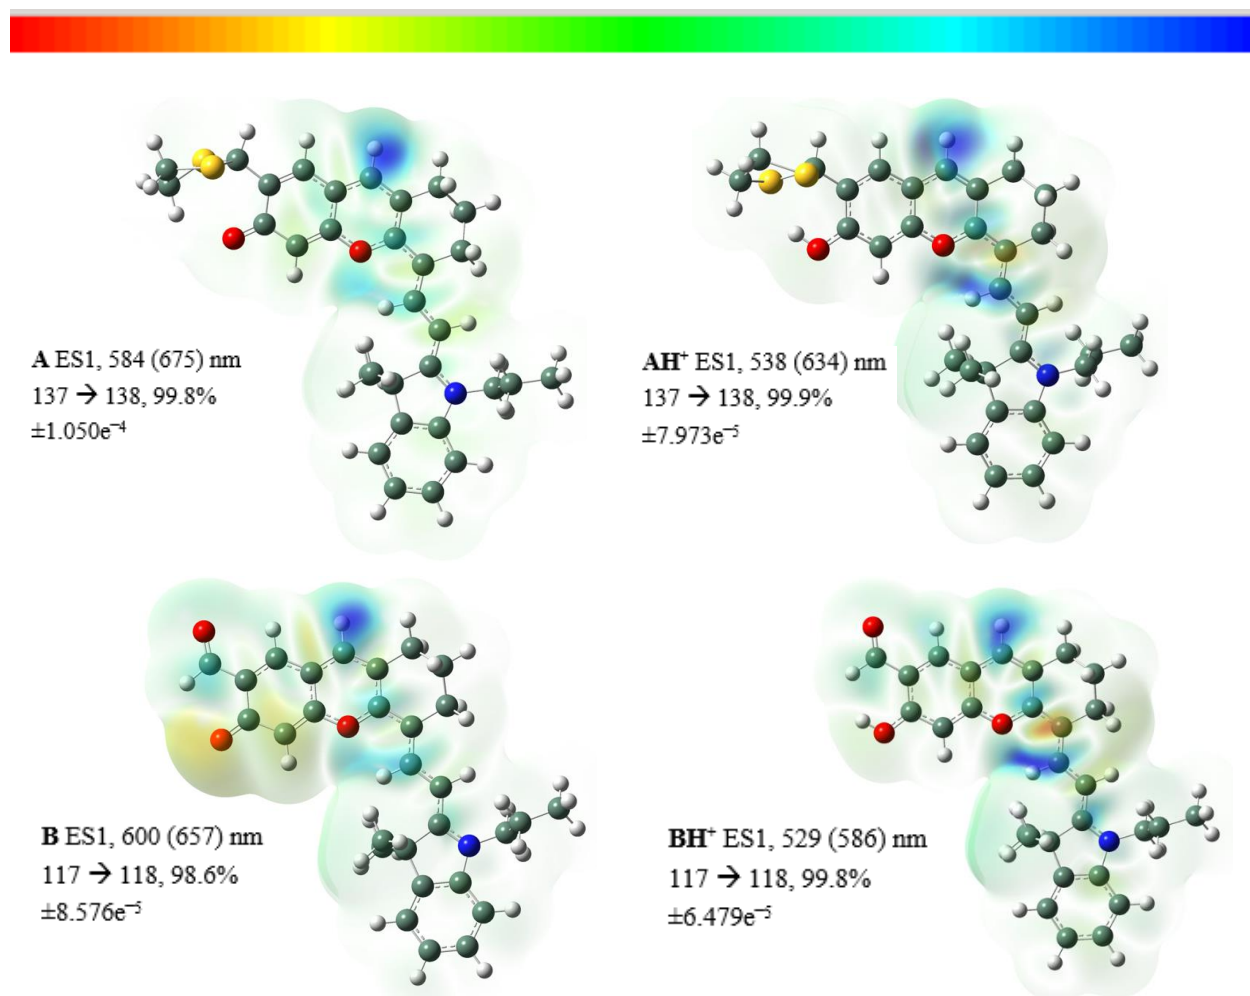 A ES1, 584 (675) nm
137 → 138, 99.8%
±1.050e⁻⁴
AH⁺ ES1, 538 (634) nm
137 → 138, 99.9%
±7.973e⁻⁵
B ES1, 600 (657) nm
117 → 118, 98.6%
±8.576e⁻⁵
BH⁺ ES1, 529 (586) nm
117 → 118, 99.8%
±6.479e⁻⁵